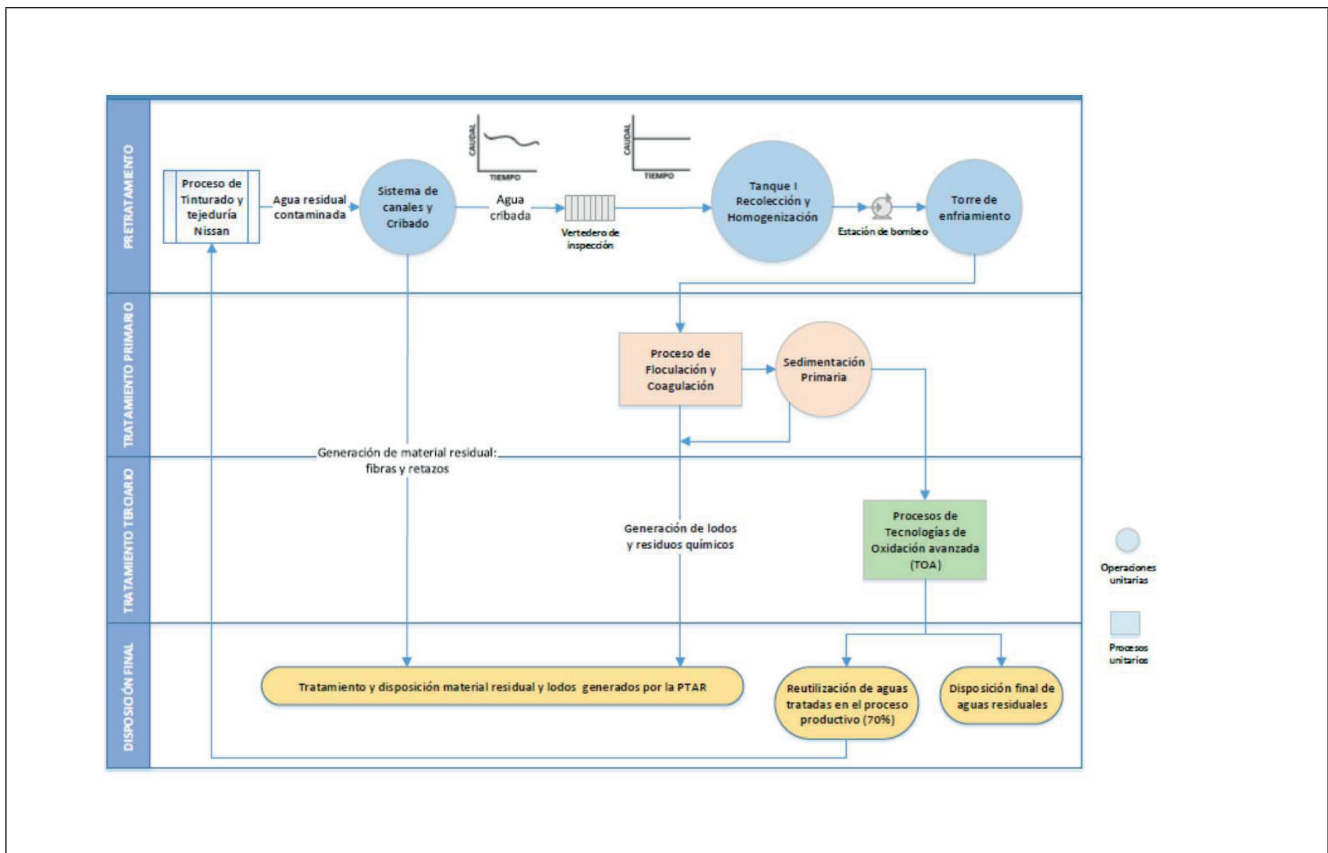 PRETRATAMIENTO
Proceso de
Tinturado y
tejeduría
Nissan
Agua residual
contaminada
Sistema de
canales y
Cribado
CAUDAL
TIEMPO
Agua
cribada
Vertedero de
inspección
CAUDAL
TIEMPO
Tanque I
Recolección y
Homogenización
Estación de bombeo
Torre de
enfriamiento
TRATAMIENTO PRIMARIO
Proceso de
Floculación y
Coagulación
Sedimentación
Primaria
Generación de material residual:
fibras y retazos
TRATAMIENTO TERCIARIO
Generación de lodos
y residuos químicos
Procesos de
Tecnologías de
Oxidación avanzada
(TOA)
Operaciones
unitarias
Procesos
unitarios
DISPOSICIÓN FINAL
Tratamiento y disposición material residual y lodos generados por la PTAR
Reutilización de aguas
tratadas en el proceso
productivo (70%)
Disposición final de
aguas residuales